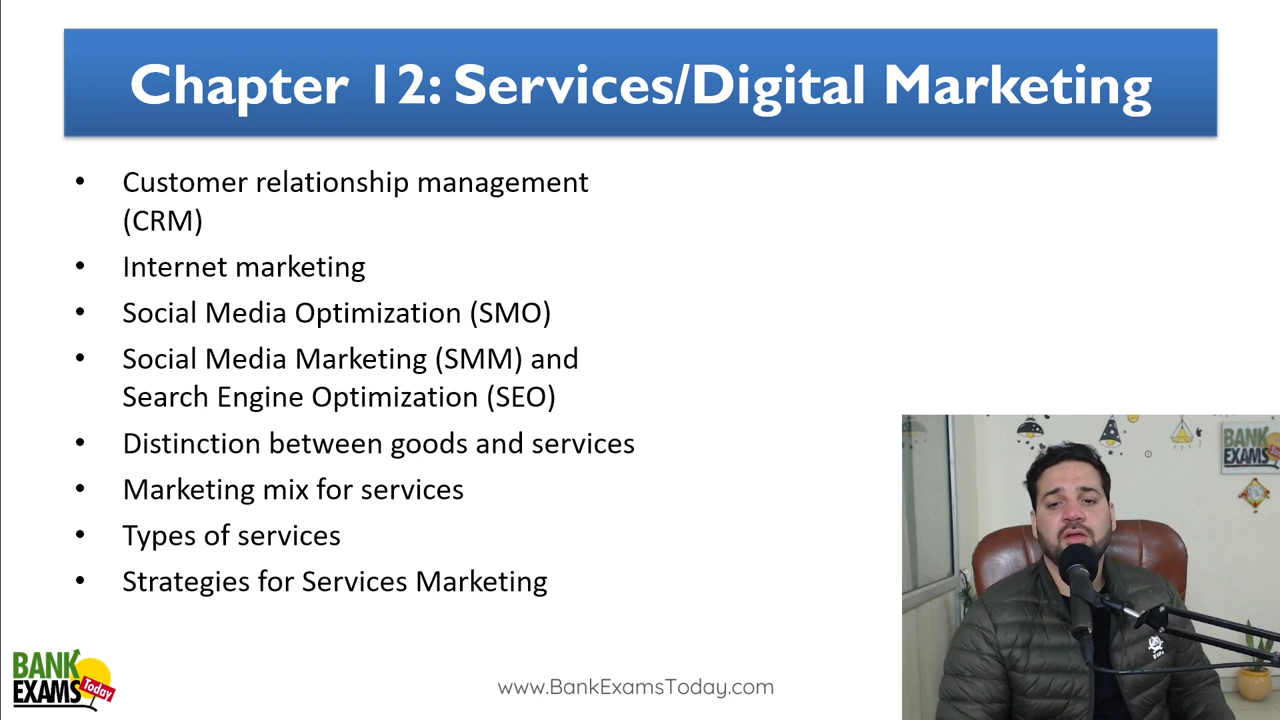 Chapter 12: Services/Digital Marketing
• Customer relationship management
(CRM)
• Internet marketing
• Social Media Optimization (SMO)
• Social Media Marketing (SMM) and
Search Engine Optimization (SEO)
• Distinction between goods and services
• Marketing mix for services
• Types of services
• Strategies for Services Marketing
BANK
EXAMS
Today
BANK
EXAMS
www.BankExamsToday.com